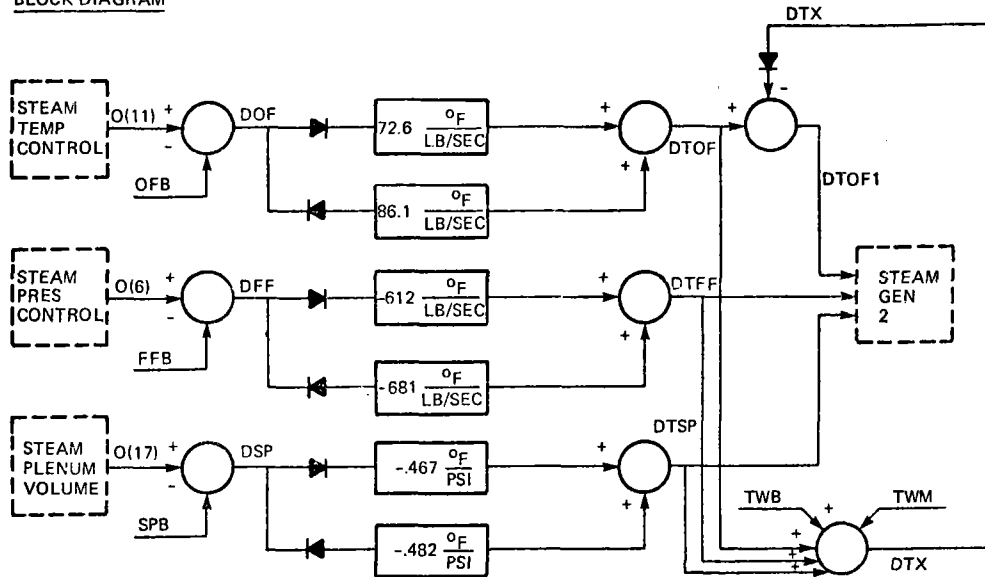 BLOCK DIAGRAM
DTX
STEAM
TEMP
CONTROL
O(11)
+
-
OFB
DOF
72.6 °F
LB/SEC
86.1 °F
LB/SEC
+
+
DTOF
+
-
DTOF1
STEAM
PRES
CONTROL
O(6)
+
-
FFB
DFF
-612 °F
LB/SEC
-681 °F
LB/SEC
+
+
DTFF
STEAM
GEN
2
STEAM
PLENUM
VOLUME
O(17)
+
-
SPB
DSP
-.467 °F
PSI
-.482 °F
PSI
+
+
DTSP
TWB
+
TWM
+
+
+
DTX